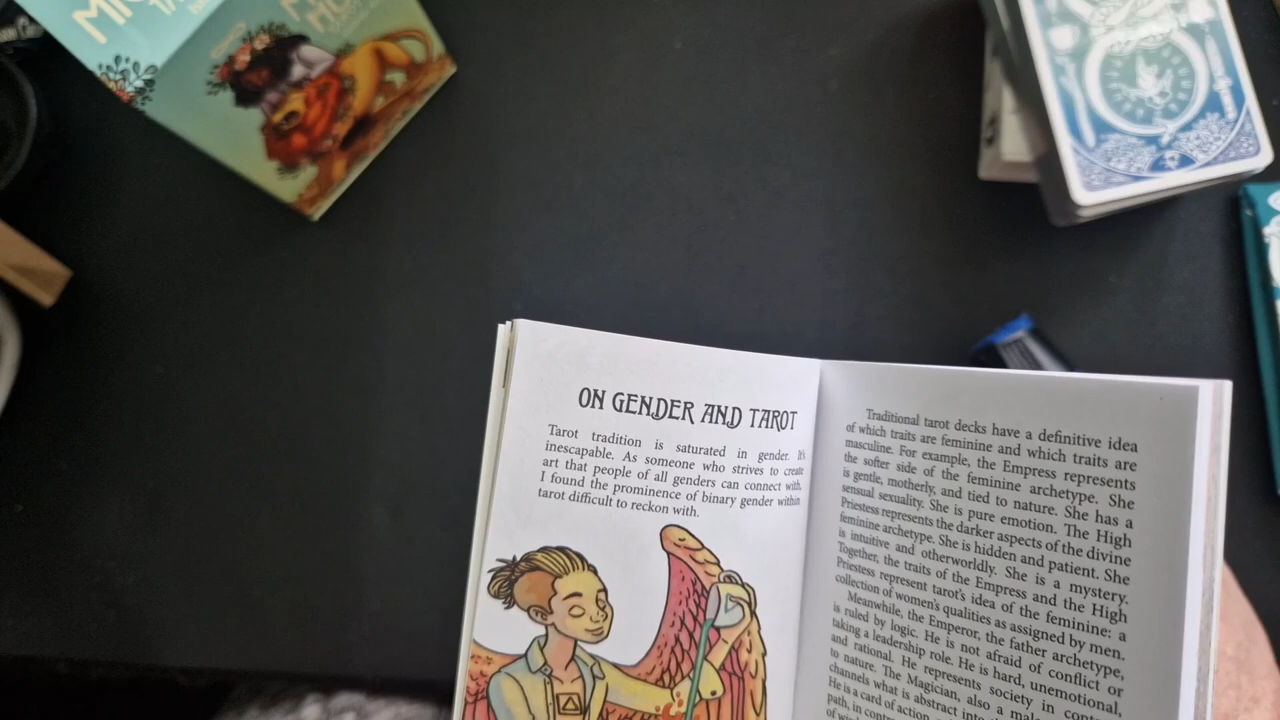 ON GENDER AND TAROT
Tarot tradition is saturated in gender. It's
inescapable. As someone who strives to create
art that people of all genders can connect with,
I found the prominence of binary gender within
tarot difficult to reckon with.
Traditional tarot decks have a definitive idea
of which traits are feminine and which traits are
masculine. For example, the Empress represents
the softer side of the feminine archetype. She
is gentle, motherly, and tied to nature. She has a
sensual sexuality. She is pure emotion. The High
Priestess represents the darker aspects of the divine
feminine archetype. She is hidden and patient. She
is intuitive and otherworldly. She is a mystery.
Together, the traits of the Empress and the High
Priestess represent tarot's idea of the feminine: a
collection of women's qualities as assigned by men.
Meanwhile, the Emperor, the father archetype,
is ruled by logic. He is not afraid of conflict or
taking a leadership role. He is hard, unemotional,
and rational. He represents society in
to nature. The Magician, also a
channels what is abstract into
He is a card of action,
path, in